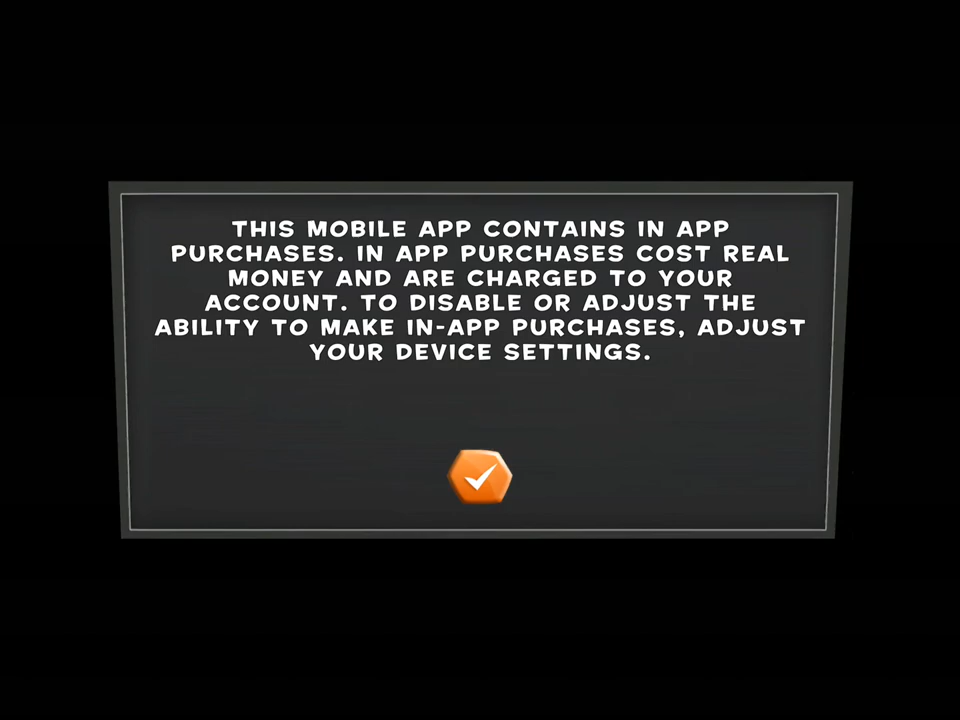 THIS MOBILE APP CONTAINS IN APP
PURCHASES. IN APP PURCHASES COST REAL
MONEY AND ARE CHARGED TO YOUR
ACCOUNT. TO DISABLE OR ADJUST THE
ABILITY TO MAKE IN-APP PURCHASES, ADJUST
YOUR DEVICE SETTINGS.